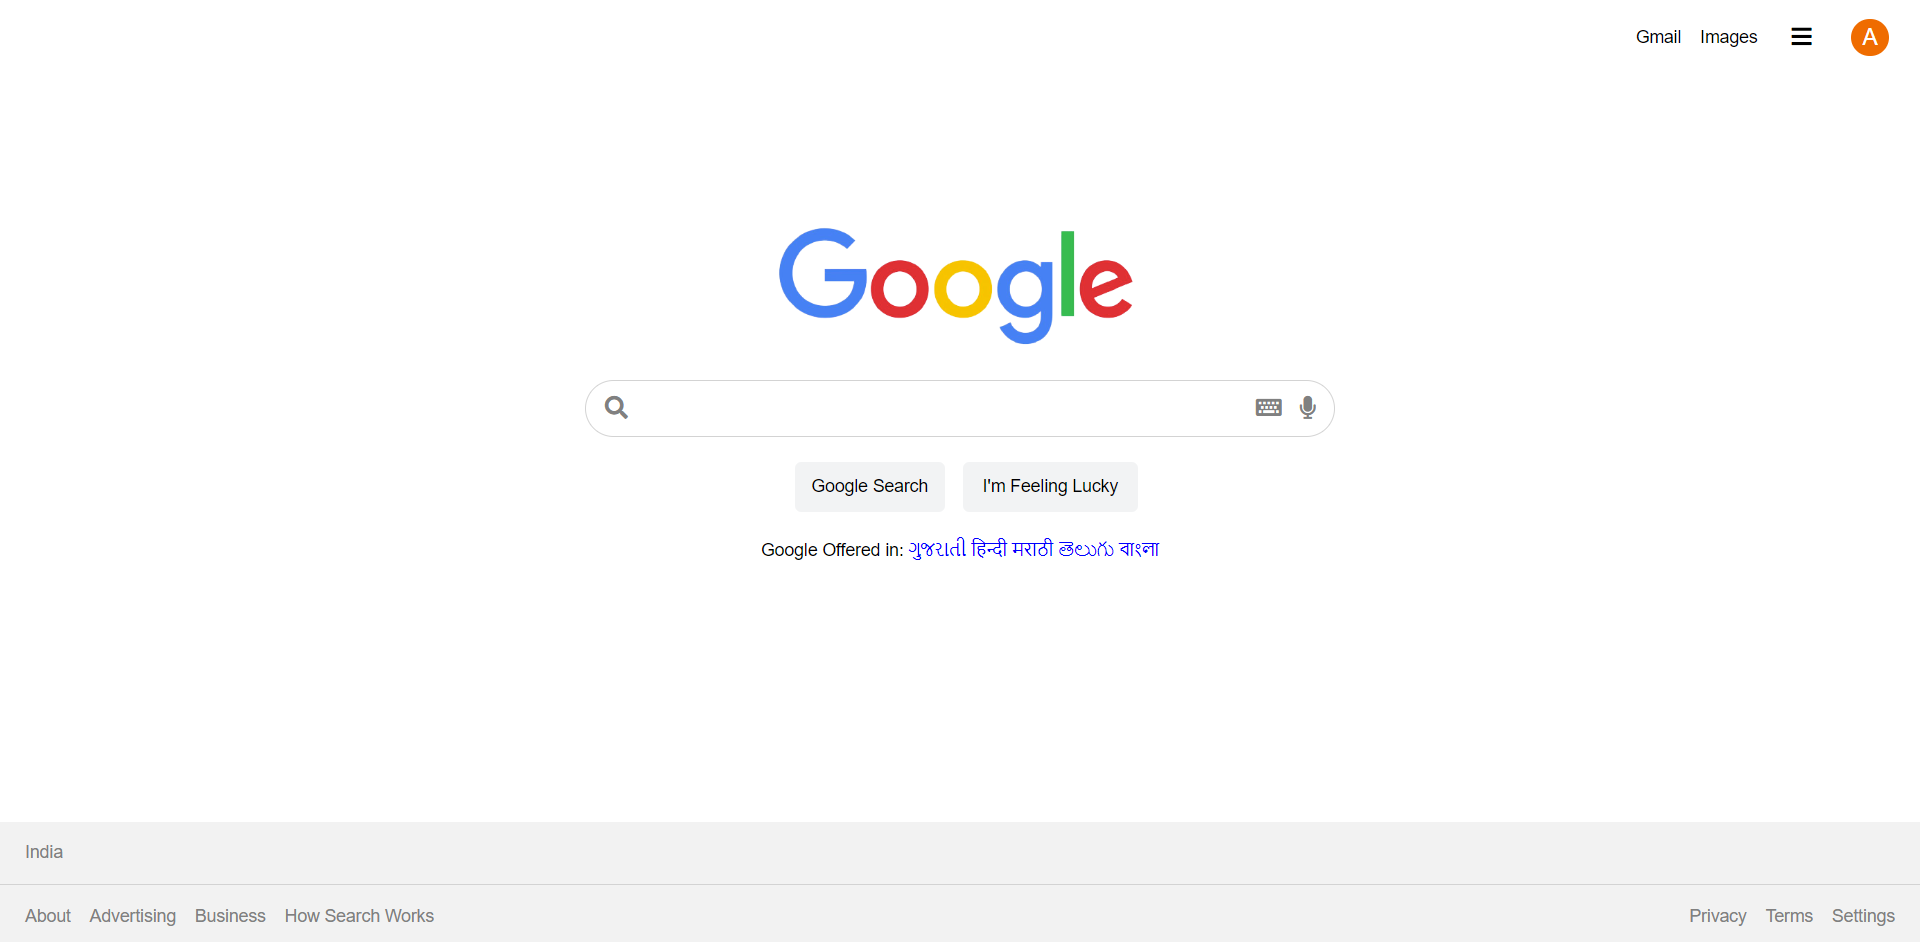 Gmail Images A
Google
Google Search I'm Feeling Lucky
Google Offered in: ગુજરાતી हिन्दी मराठी తెలుగు বাংলা
India
About Advertising Business How Search Works Privacy Terms Settings